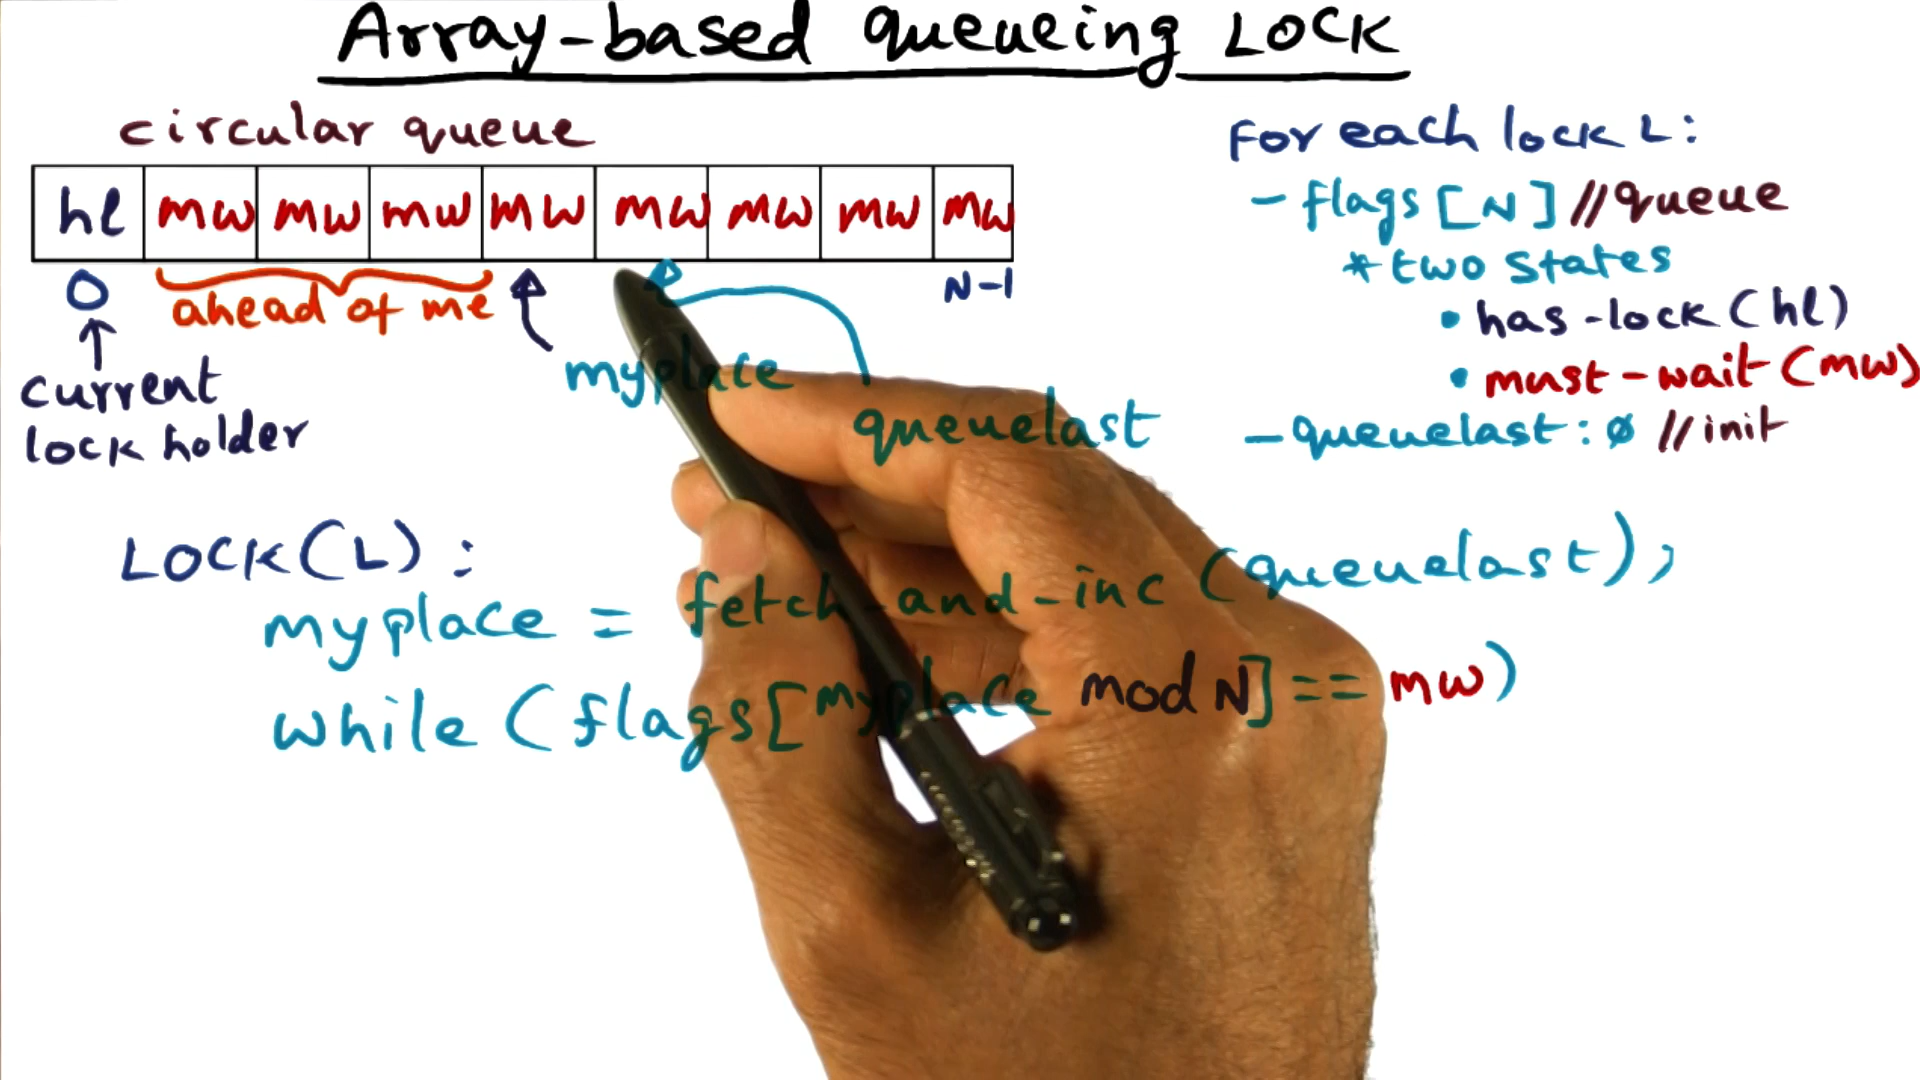 Array-based queueing LOCK
circular queue
hl mw mw mw mw mw mw mw mw
0 ahead of me N-1
current
lock holder
myplace
queuelast
For each lock L:
- flags [N] //queue
* two states
• has-lock (hl)
• must-wait (mw)
- queuelast: ø //init
LOCK(L) :
myplace = fetch-and-inc (queuelast);
while (flags[myplace mod N] == mw)